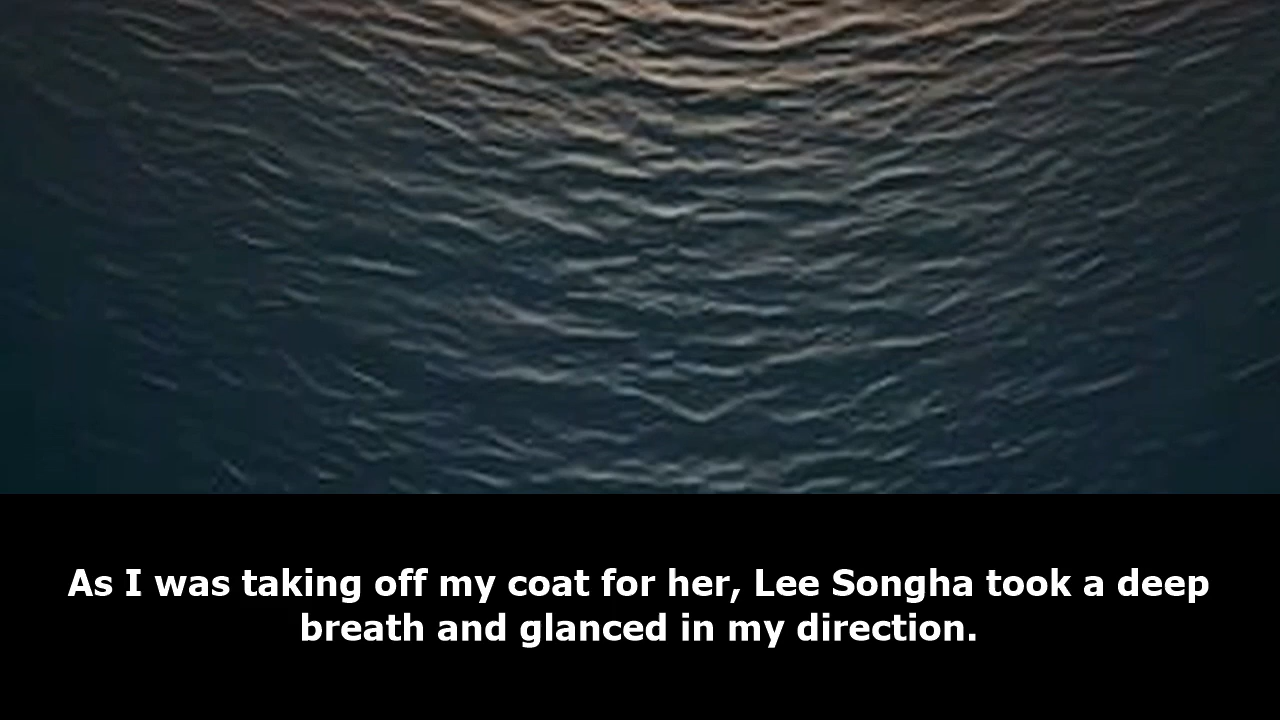 As I was taking off my coat for her, Lee Songha took a deep
breath and glanced in my direction.